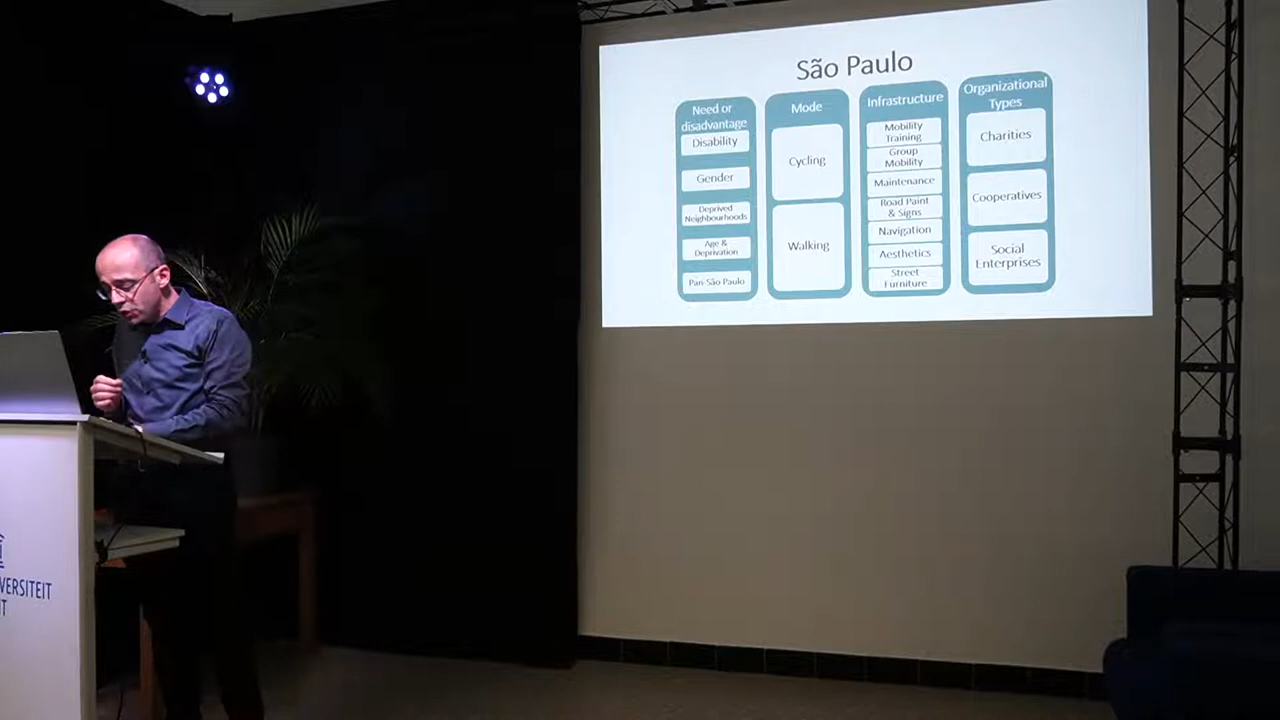 São Paulo
Need or
disadvantage
Disability
Gender
Deprived
Neighbourhoods
Age &
Deprivation
Pan-São Paulo
Mode
Cycling
Walking
Infrastructure
Mobility
Training
Group
Mobility
Maintenance
Road Paint
& Signs
Navigation
Aesthetics
Street
Furniture
Organizational
Types
Charities
Cooperatives
Social
Enterprises
VERSITEIT